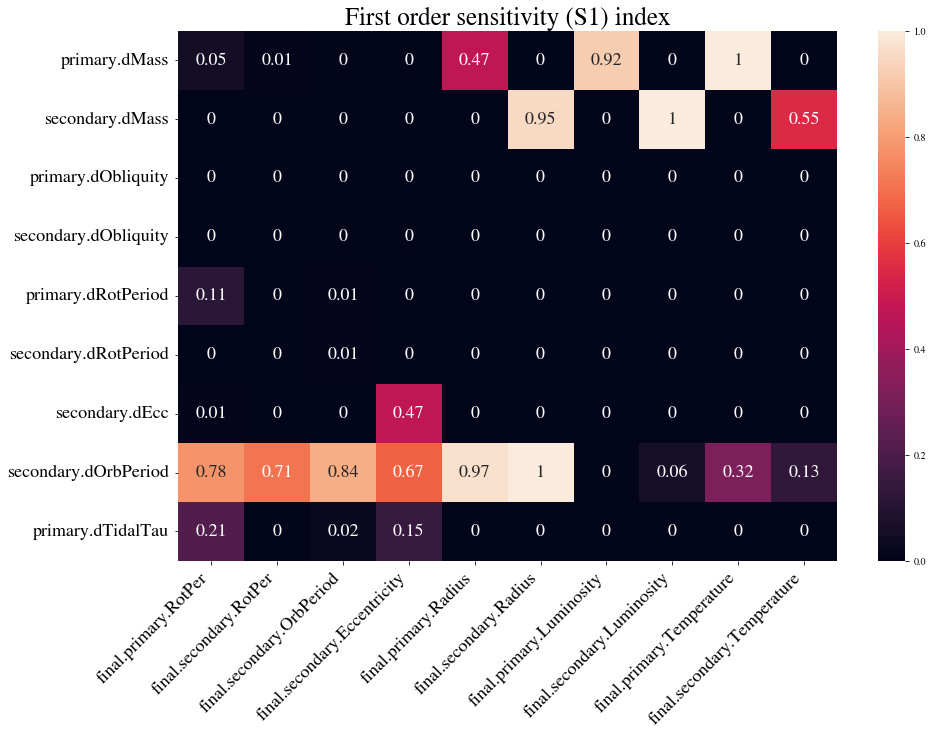 First order sensitivity (S1) index
primary.dMass 0.05 0.01 0 0 0.47 0 0.92 0 1 0
secondary.dMass 0 0 0 0 0 0.95 0 1 0 0.55
primary.dObliquity 0 0 0 0 0 0 0 0 0 0
secondary.dObliquity 0 0 0 0 0 0 0 0 0 0
primary.dRotPeriod 0.11 0 0.01 0 0 0 0 0 0 0
secondary.dRotPeriod 0 0 0.01 0 0 0 0 0 0 0
secondary.dEcc 0.01 0 0 0.47 0 0 0 0 0 0
secondary.dOrbPeriod 0.78 0.71 0.84 0.67 0.97 1 0 0.06 0.32 0.13
primary.dTidalTau 0.21 0 0.02 0.15 0 0 0 0 0 0
final.primary.RotPer
final.secondary.RotPer
final.secondary.OrbPeriod
final.secondary.Eccentricity
final.primary.Radius
final.secondary.Radius
final.primary.Luminosity
final.secondary.Luminosity
final.primary.Temperature
final.secondary.Temperature
1.0
0.8
0.6
0.4
0.2
0.0